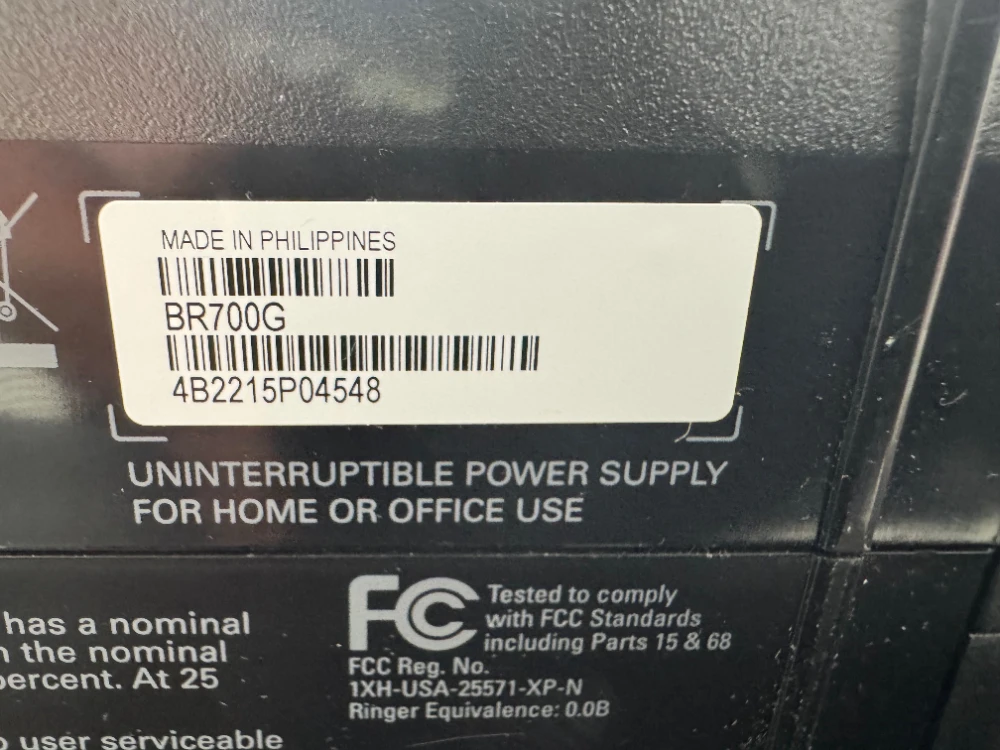 MADE IN PHILIPPINES
BR700G
4B2215P04548
UNINTERRUPTIBLE POWER SUPPLY
FOR HOME OR OFFICE USE
has a nominal
the nominal
percent. At 25
user serviceable
FC
Tested to comply
with FCC Standards
including Parts 15 & 68
FCC Reg. No.
1XH-USA-25571-XP-N
Ringer Equivalence: 0.0B